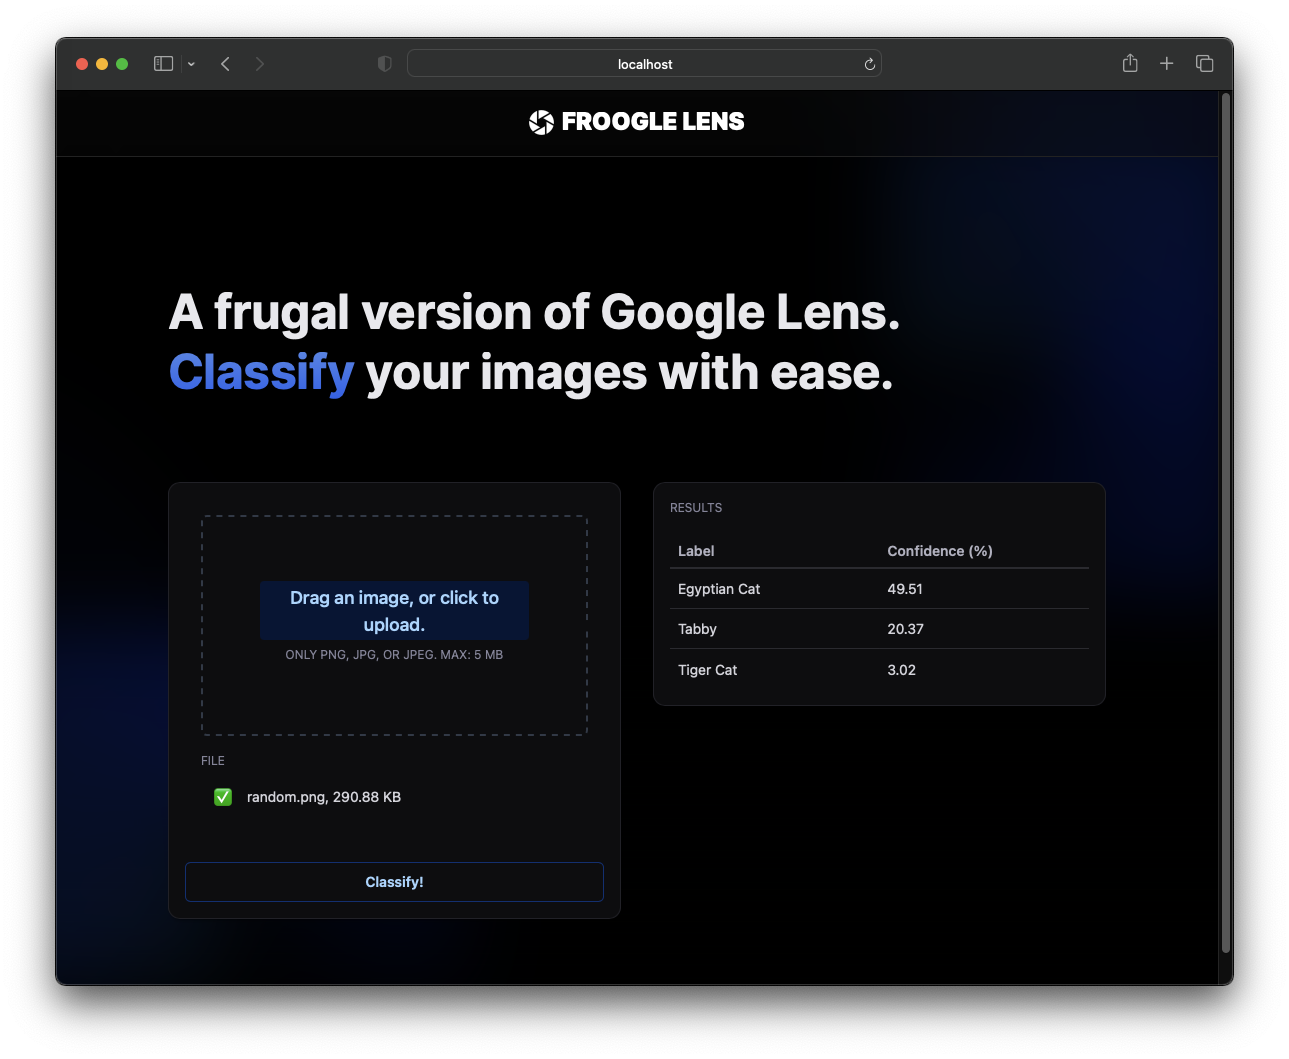 localhost
FROOGLE LENS
A frugal version of Google Lens.
Classify your images with ease.
Drag an image, or click to
upload.
ONLY PNG, JPG, OR JPEG. MAX: 5 MB
FILE
random.png, 290.88 KB
Classify!
RESULTS
Label Confidence (%)
Egyptian Cat 49.51
Tabby 20.37
Tiger Cat 3.02